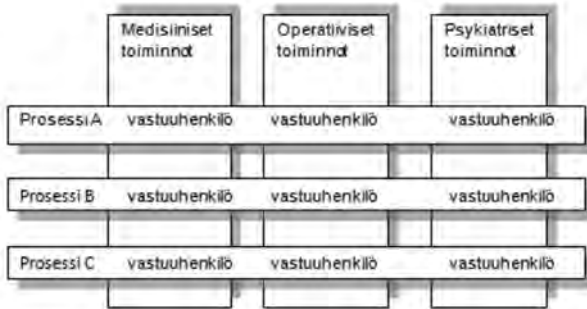 Medisiiniset
toiminnot
Operatiiviset
toiminnot
Psykiatriset
toiminnot
Prosessi A vastuuhenkilö vastuuhenkilö vastuuhenkilö
Prosessi B vastuuhenkilö vastuuhenkilö vastuuhenkilö
Prosessi C vastuuhenkilö vastuuhenkilö vastuuhenkilö